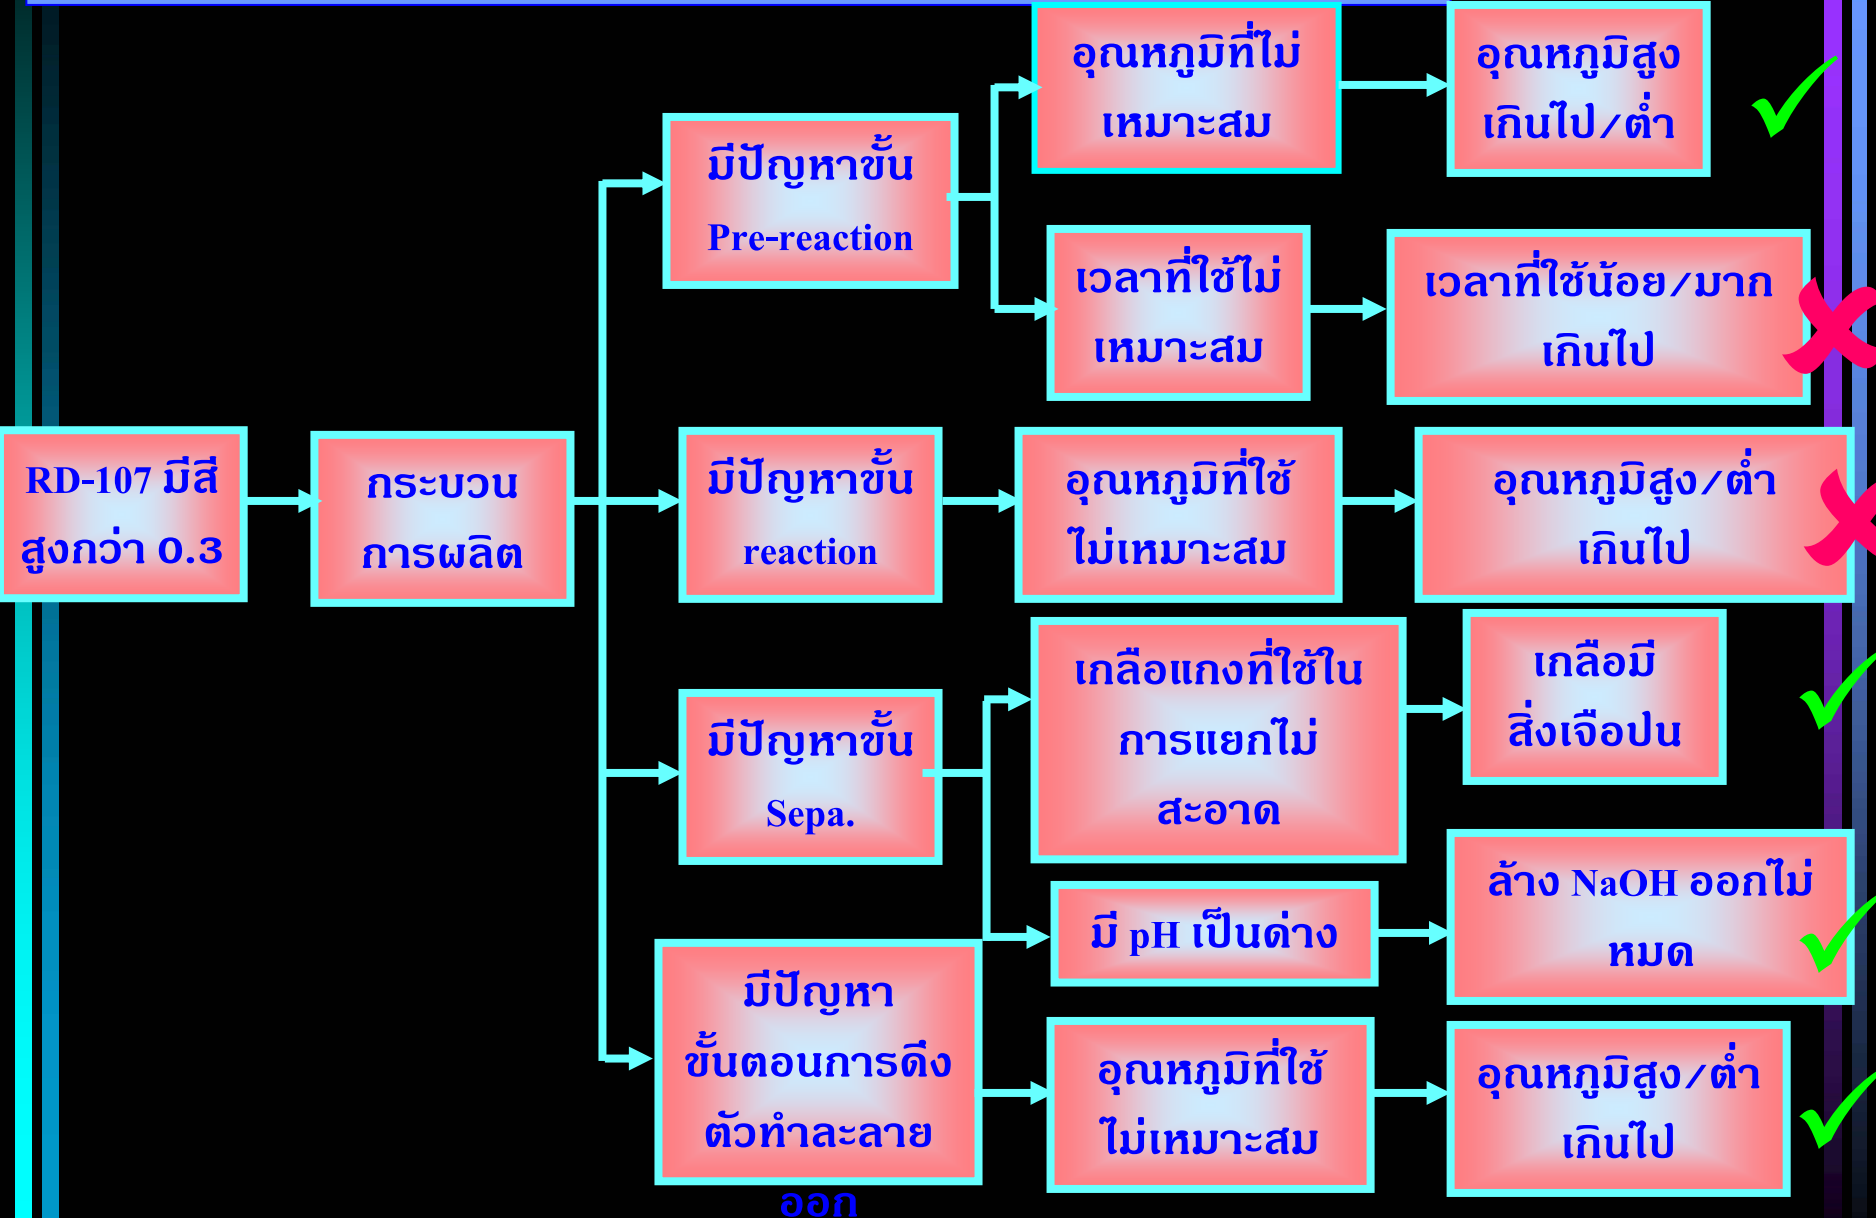 อุณหภูมิที่ไม่
เหมาะสม
อุณหภูมิสูง
เกินไป/ต่ำ
มีปัญหาขั้น
Pre-reaction
เวลาที่ใช้ไม่
เหมาะสม
เวลาที่ใช้น้อย/มาก
เกินไป
RD-107 มีสี
สูงกว่า 0.3
กระบวน
การผลิต
มีปัญหาขั้น
reaction
อุณหภูมิที่ใช้
ไม่เหมาะสม
อุณหภูมิสูง/ต่ำ
เกินไป
มีปัญหาขั้น
Sepa.
เกลือแกงที่ใช้ใน
การแยกไม่
สะอาด
เกลือมี
สิ่งเจือปน
มี pH เป็นด่าง
ล้าง NaOH ออกไม่
หมด
มีปัญหา
ขั้นตอนการดึง
ตัวทำละลาย
ออก
อุณหภูมิที่ใช้
ไม่เหมาะสม
อุณหภูมิสูง/ต่ำ
เกินไป